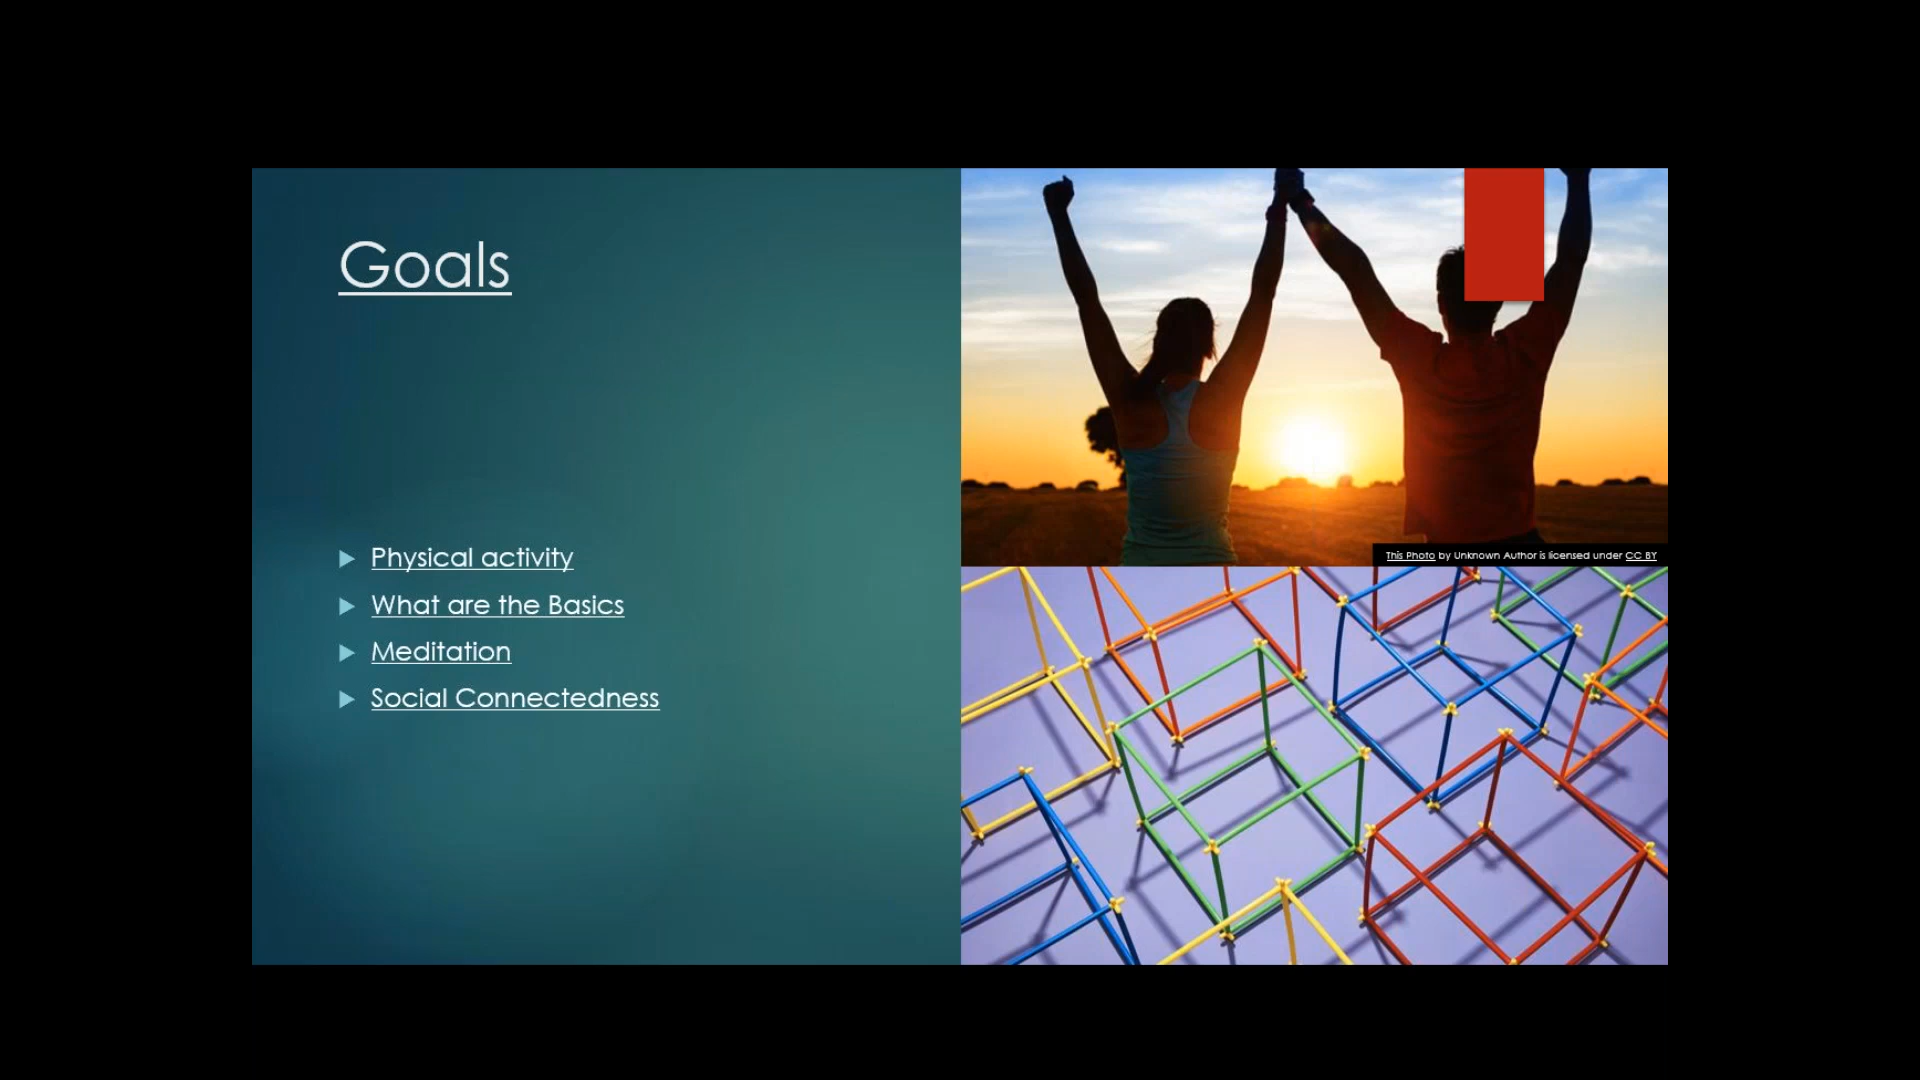 Goals
Physical activity
What are the Basics
Meditation
Social Connectedness
This Photo by Unknown Author is licensed under CC BY